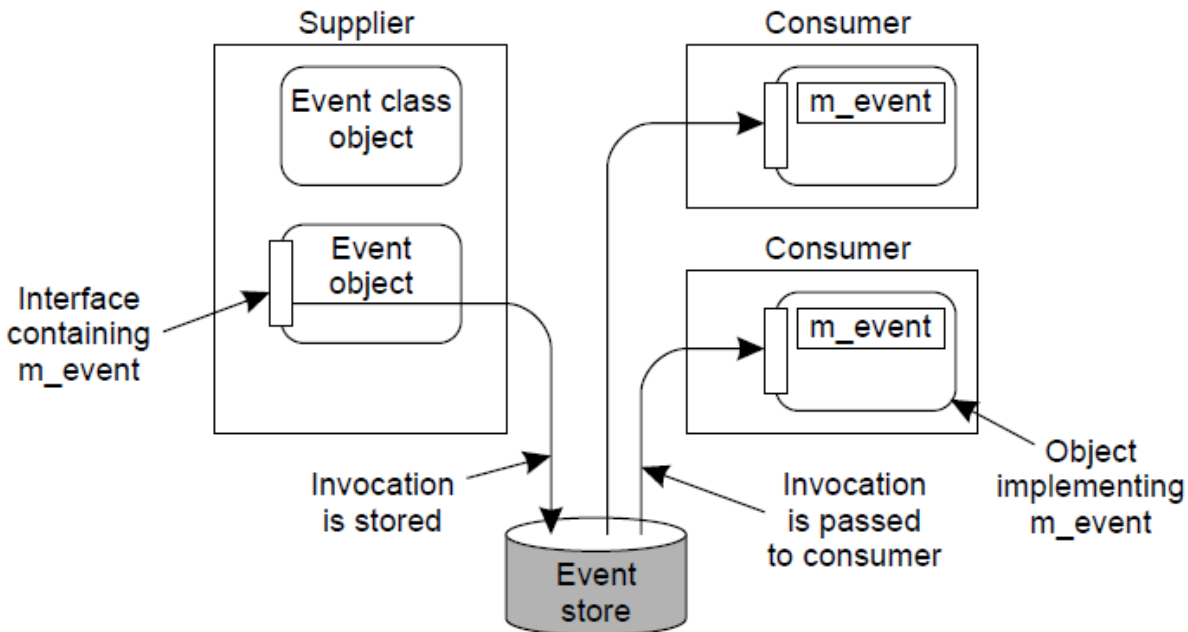 Supplier
Consumer
Event class
object
m_event
Event
object
Consumer
m_event
Interface
containing
m_event
Invocation
is stored
Invocation
is passed
to consumer
Object
implementing
m_event
Event
store